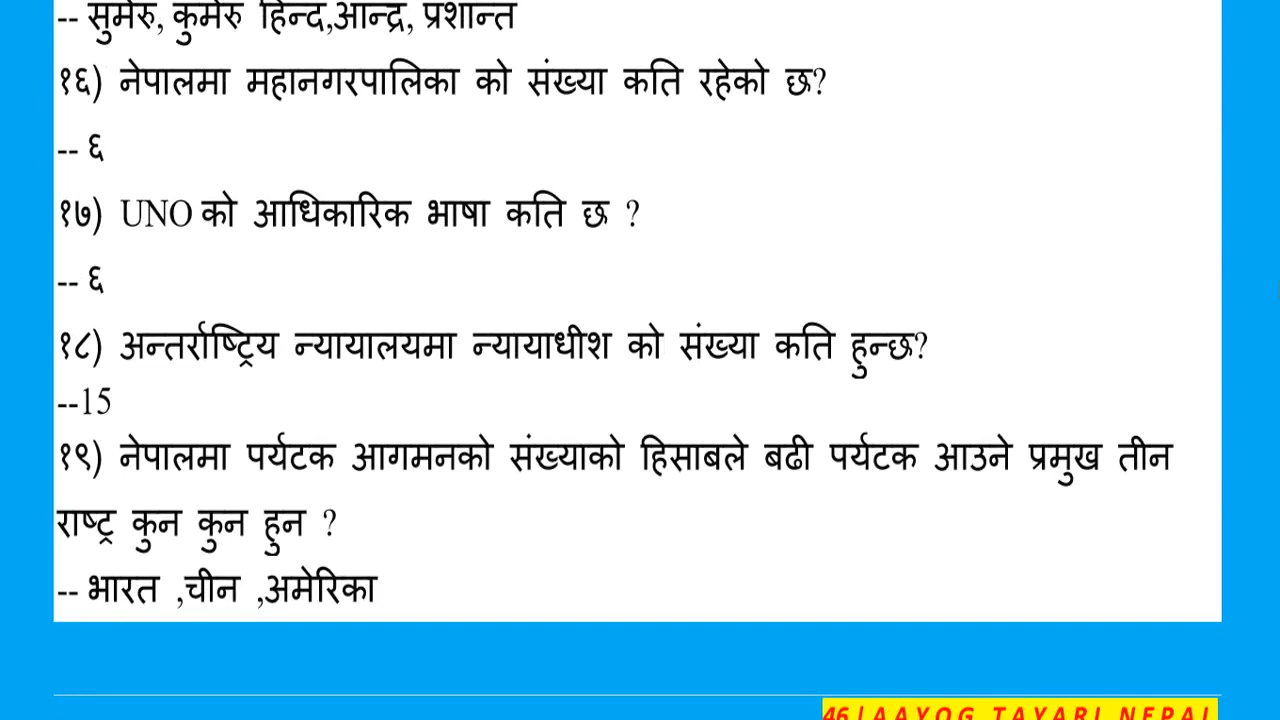 -- सुमेरु, कुमेरु हिन्द,आन्द्र, प्रशान्त
१६) नेपालमा महानगरपालिका को संख्या कति रहेको छ?
-- ६
१७) UNO को आधिकारिक भाषा कति छ ?
-- ६
१८) अन्तर्राष्ट्रिय न्यायालयमा न्यायाधीश को संख्या कति हुन्छ?
--15
१९) नेपालमा पर्यटक आगमनको संख्याको हिसाबले बढी पर्यटक आउने प्रमुख तीन
राष्ट्र कुन कुन हुन ?
-- भारत ,चीन ,अमेरिका
46 | AAYOG TAYARI NEPAL